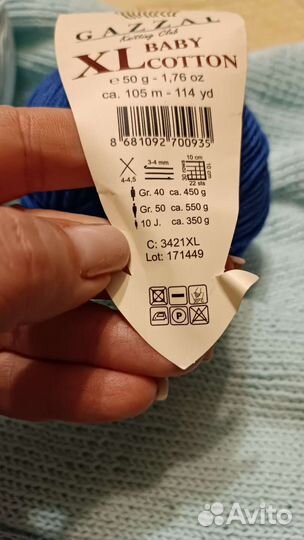 GAZZAL
Knitting Club
XL BABY COTTON
℮ 50 g - 1,76 oz
ca. 105 m - 114 yd
8 681092 700935
3-4 mm
10 cm
4-4,5
22 sts
Gr. 40 ca. 450 g
Gr. 50 ca. 550 g
10 J. ca. 350 g
C: 3421XL
Lot: 171449
P
Avito